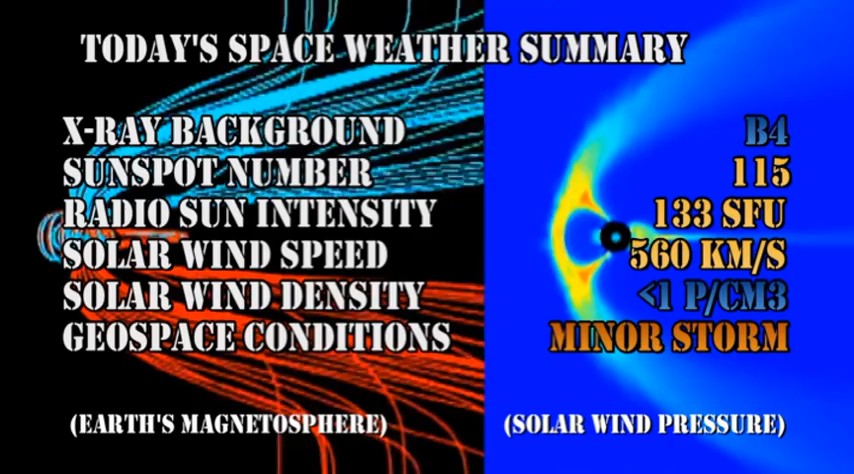 TODAY'S SPACE WEATHER SUMMARY
X-RAY BACKGROUND B4
SUNSPOT NUMBER 115
RADIO SUN INTENSITY 133 SFU
SOLAR WIND SPEED 560 KM/S
SOLAR WIND DENSITY <1 P/CM3
GEOSPACE CONDITIONS MINOR STORM
(EARTH'S MAGNETOSPHERE) (SOLAR WIND PRESSURE)